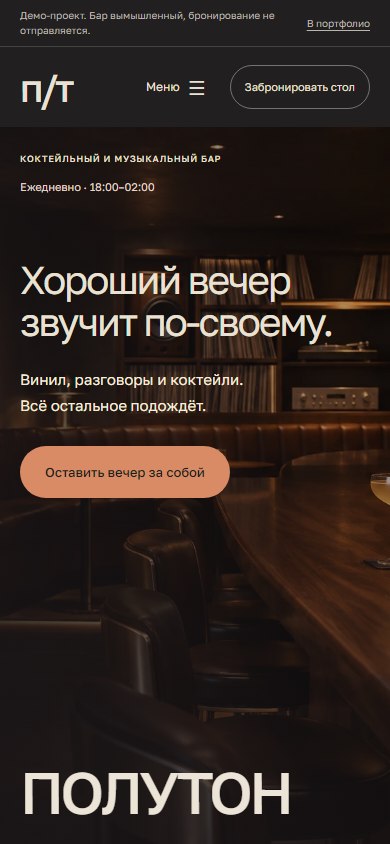 Демо-проект. Бар вымышленный, бронирование не
отправляется.
В портфолио
п/т
Меню
Забронировать стол
КОКТЕЙЛЬНЫЙ И МУЗЫКАЛЬНЫЙ БАР
Ежедневно · 18:00–02:00
Хороший вечер
звучит по-своему.
Винил, разговоры и коктейли.
Всё остальное подождёт.
Оставить вечер за собой
ПОЛУТОН